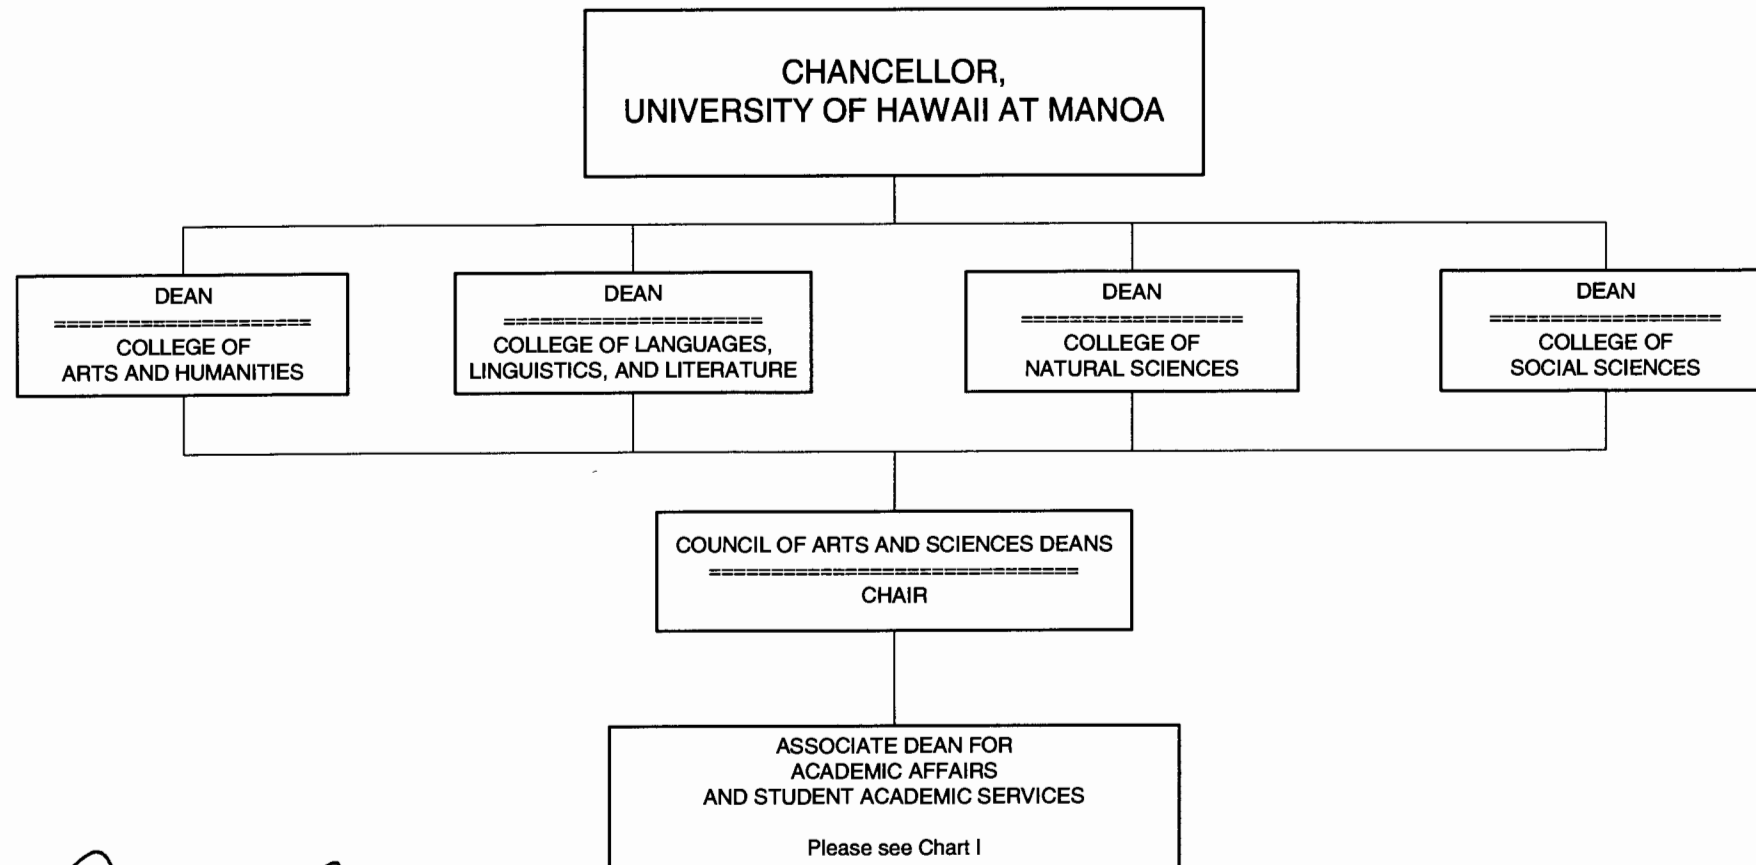 CHANCELLOR,
UNIVERSITY OF HAWAII AT MANOA
DEAN
=====================
COLLEGE OF
ARTS AND HUMANITIES
DEAN
=====================
COLLEGE OF LANGUAGES,
LINGUISTICS, AND LITERATURE
DEAN
==================
COLLEGE OF
NATURAL SCIENCES
DEAN
===================
COLLEGE OF
SOCIAL SCIENCES
COUNCIL OF ARTS AND SCIENCES DEANS
==============================
CHAIR
ASSOCIATE DEAN FOR
ACADEMIC AFFAIRS
AND STUDENT ACADEMIC SERVICES
Please see Chart I